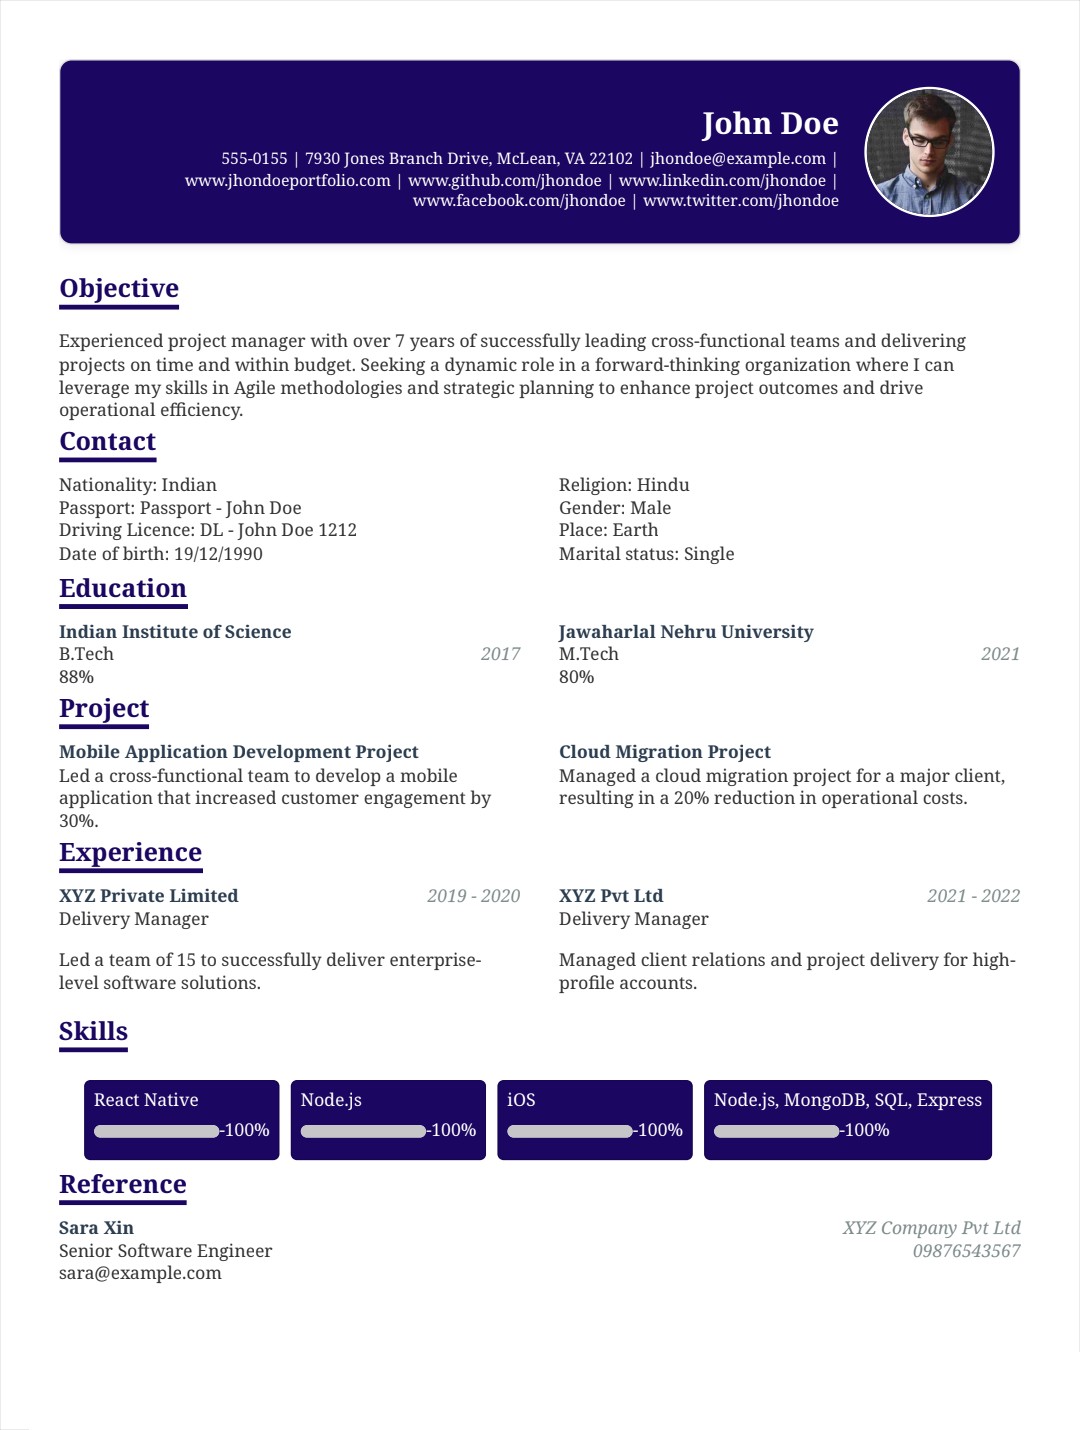 John Doe
555-0155 | 7930 Jones Branch Drive, McLean, VA 22102 | jhondoe@example.com |
www.jhondoeportfolio.com | www.github.com/jhondoe | www.linkedin.com/jhondoe |
www.facebook.com/jhondoe | www.twitter.com/jhondoe
Objective
Experienced project manager with over 7 years of successfully leading cross-functional teams and delivering
projects on time and within budget. Seeking a dynamic role in a forward-thinking organization where I can
leverage my skills in Agile methodologies and strategic planning to enhance project outcomes and drive
operational efficiency.
Contact
Nationality: Indian
Passport: Passport - John Doe
Driving Licence: DL - John Doe 1212
Date of birth: 19/12/1990
Religion: Hindu
Gender: Male
Place: Earth
Marital status: Single
Education
Indian Institute of Science
B.Tech 2017
88%
Jawaharlal Nehru University
M.Tech 2021
80%
Project
Mobile Application Development Project
Led a cross-functional team to develop a mobile
application that increased customer engagement by
30%.
Cloud Migration Project
Managed a cloud migration project for a major client,
resulting in a 20% reduction in operational costs.
Experience
XYZ Private Limited 2019 - 2020
Delivery Manager
Led a team of 15 to successfully deliver enterprise-
level software solutions.
XYZ Pvt Ltd 2021 - 2022
Delivery Manager
Managed client relations and project delivery for high-
profile accounts.
Skills
React Native
-100%
Node.js
-100%
iOS
-100%
Node.js, MongoDB, SQL, Express
-100%
Reference
Sara Xin XYZ Company Pvt Ltd
Senior Software Engineer 09876543567
sara@example.com